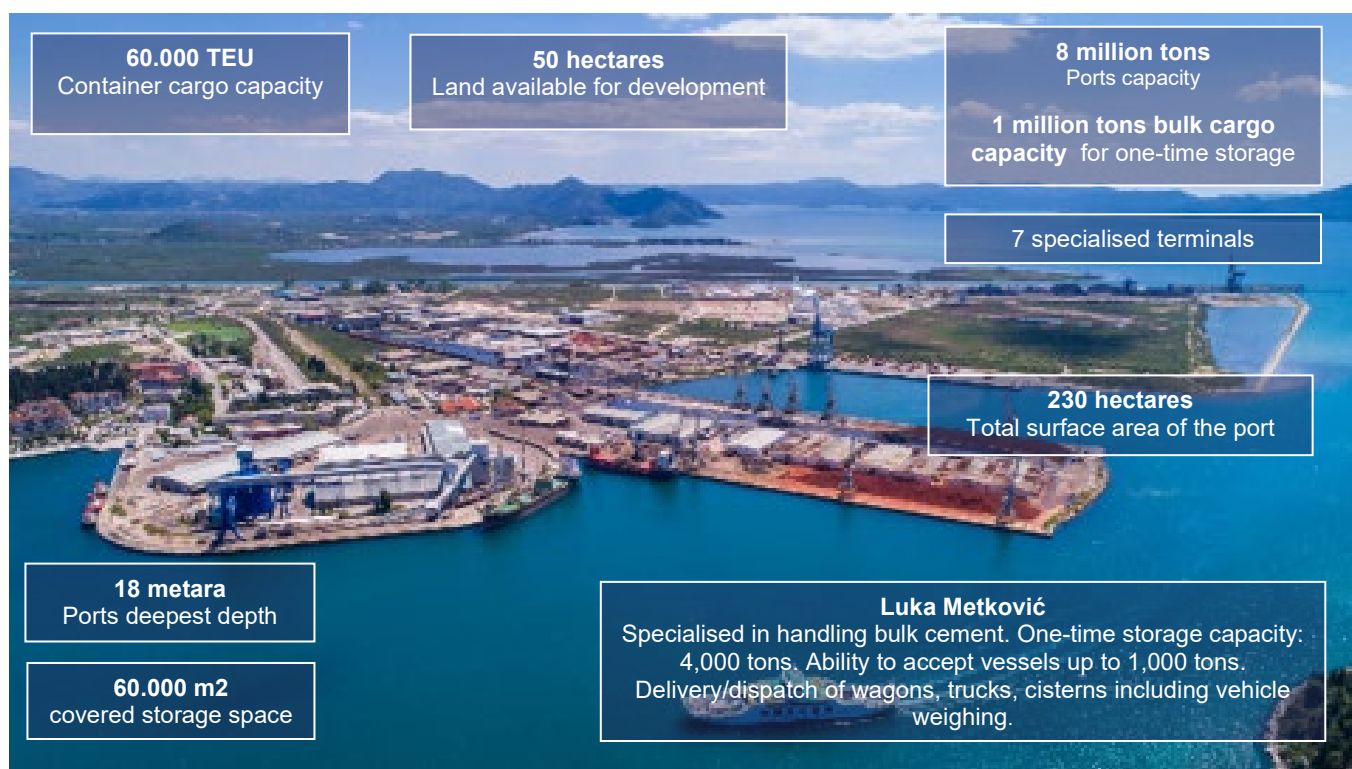 60.000 TEU
Container cargo capacity
50 hectares
Land available for development
8 million tons
Ports capacity
1 million tons bulk cargo
capacity for one-time storage
7 specialised terminals
230 hectares
Total surface area of the port
18 metara
Ports deepest depth
60.000 m2
covered storage space
Luka Metković
Specialised in handling bulk cement. One-time storage capacity:
4,000 tons. Ability to accept vessels up to 1,000 tons.
Delivery/dispatch of wagons, trucks, cisterns including vehicle
weighing.